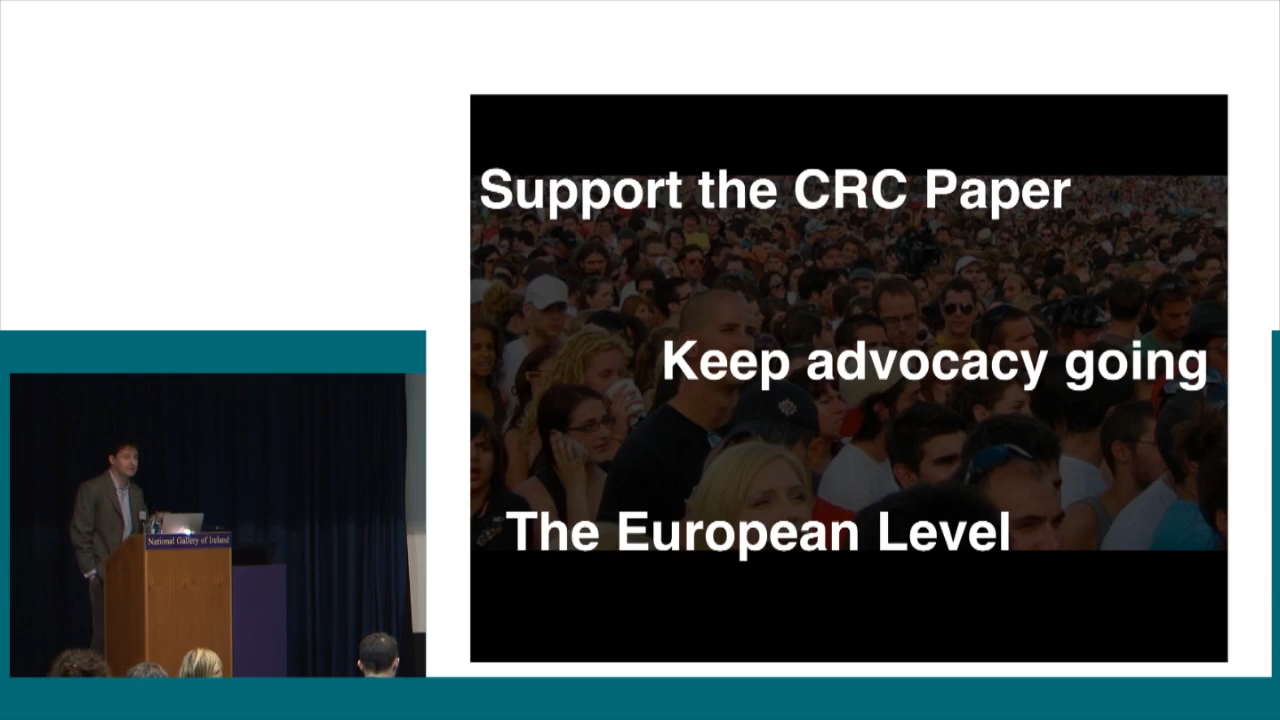 Support the CRC Paper
Keep advocacy going
The European Level
National Gallery of Ireland